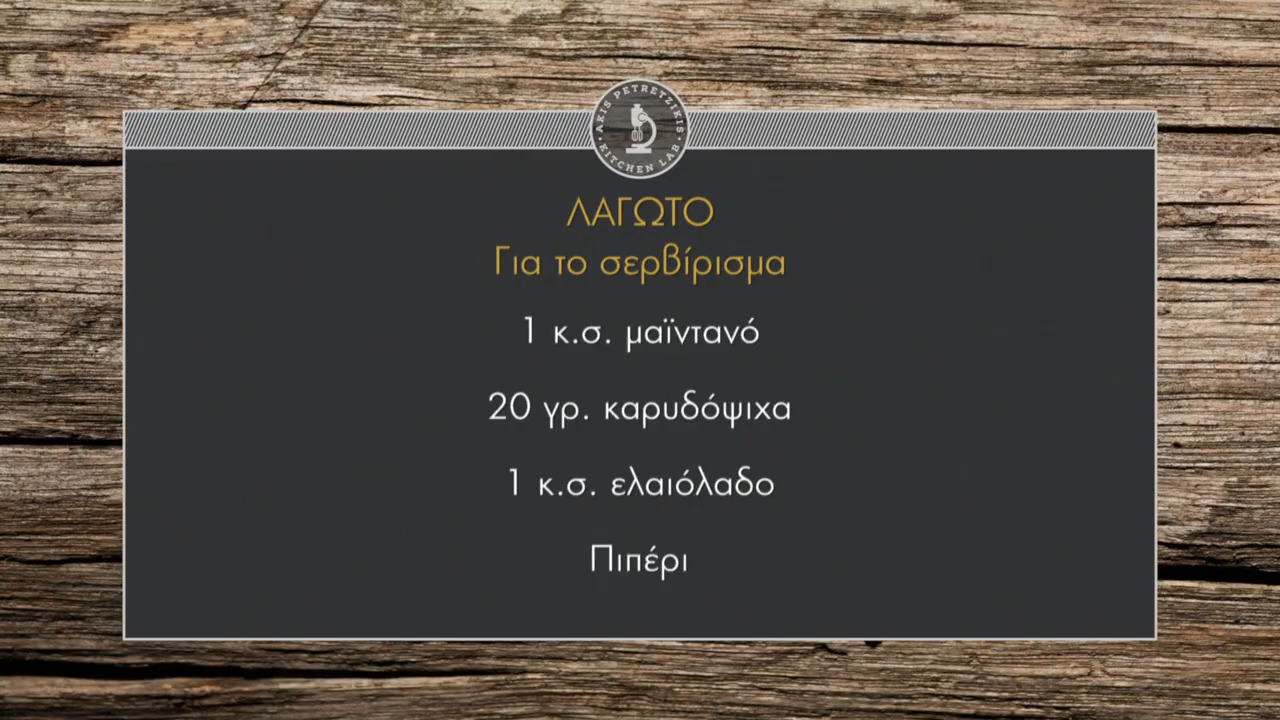 AKIS PETRETZIKIS
KITCHEN LAB
ΛΑΓΩΤΟ
Για το σερβίρισμα
1 κ.σ. μαϊντανό
20 γρ. καρυδόψιχα
1 κ.σ. ελαιόλαδο
Πιπέρι